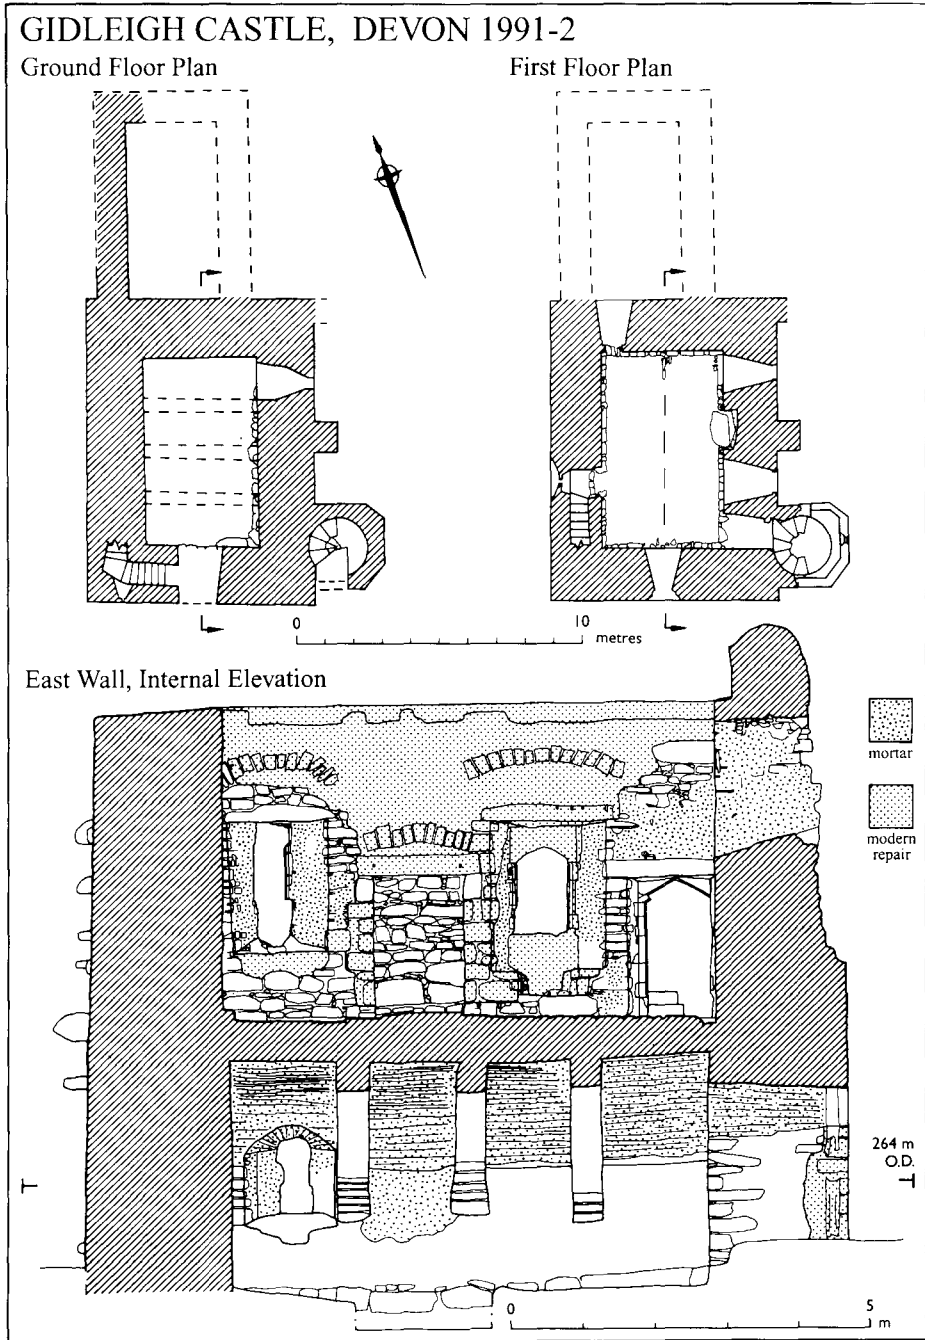 GIDLEIGH CASTLE, DEVON 1991-2
Ground Floor Plan
First Floor Plan
0 10
metres
East Wall, Internal Elevation
mortar
modern
repair
264 m
O.D.
0 5
m